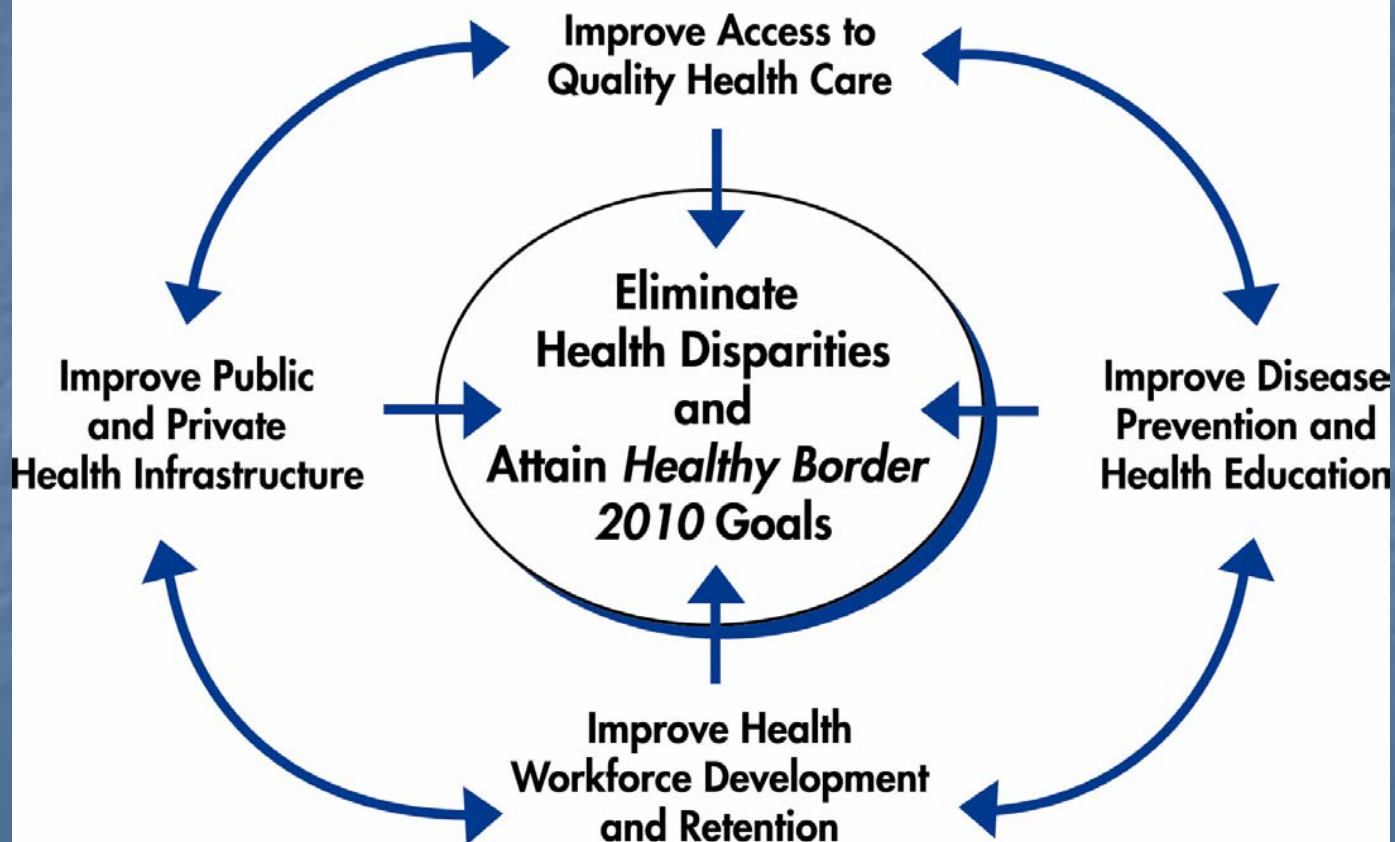 Improve Access to
Quality Health Care
Eliminate
Health Disparities
and
Attain Healthy Border
2010 Goals
Improve Public
and Private
Health Infrastructure
Improve Disease
Prevention and
Health Education
Improve Health
Workforce Development
and Retention